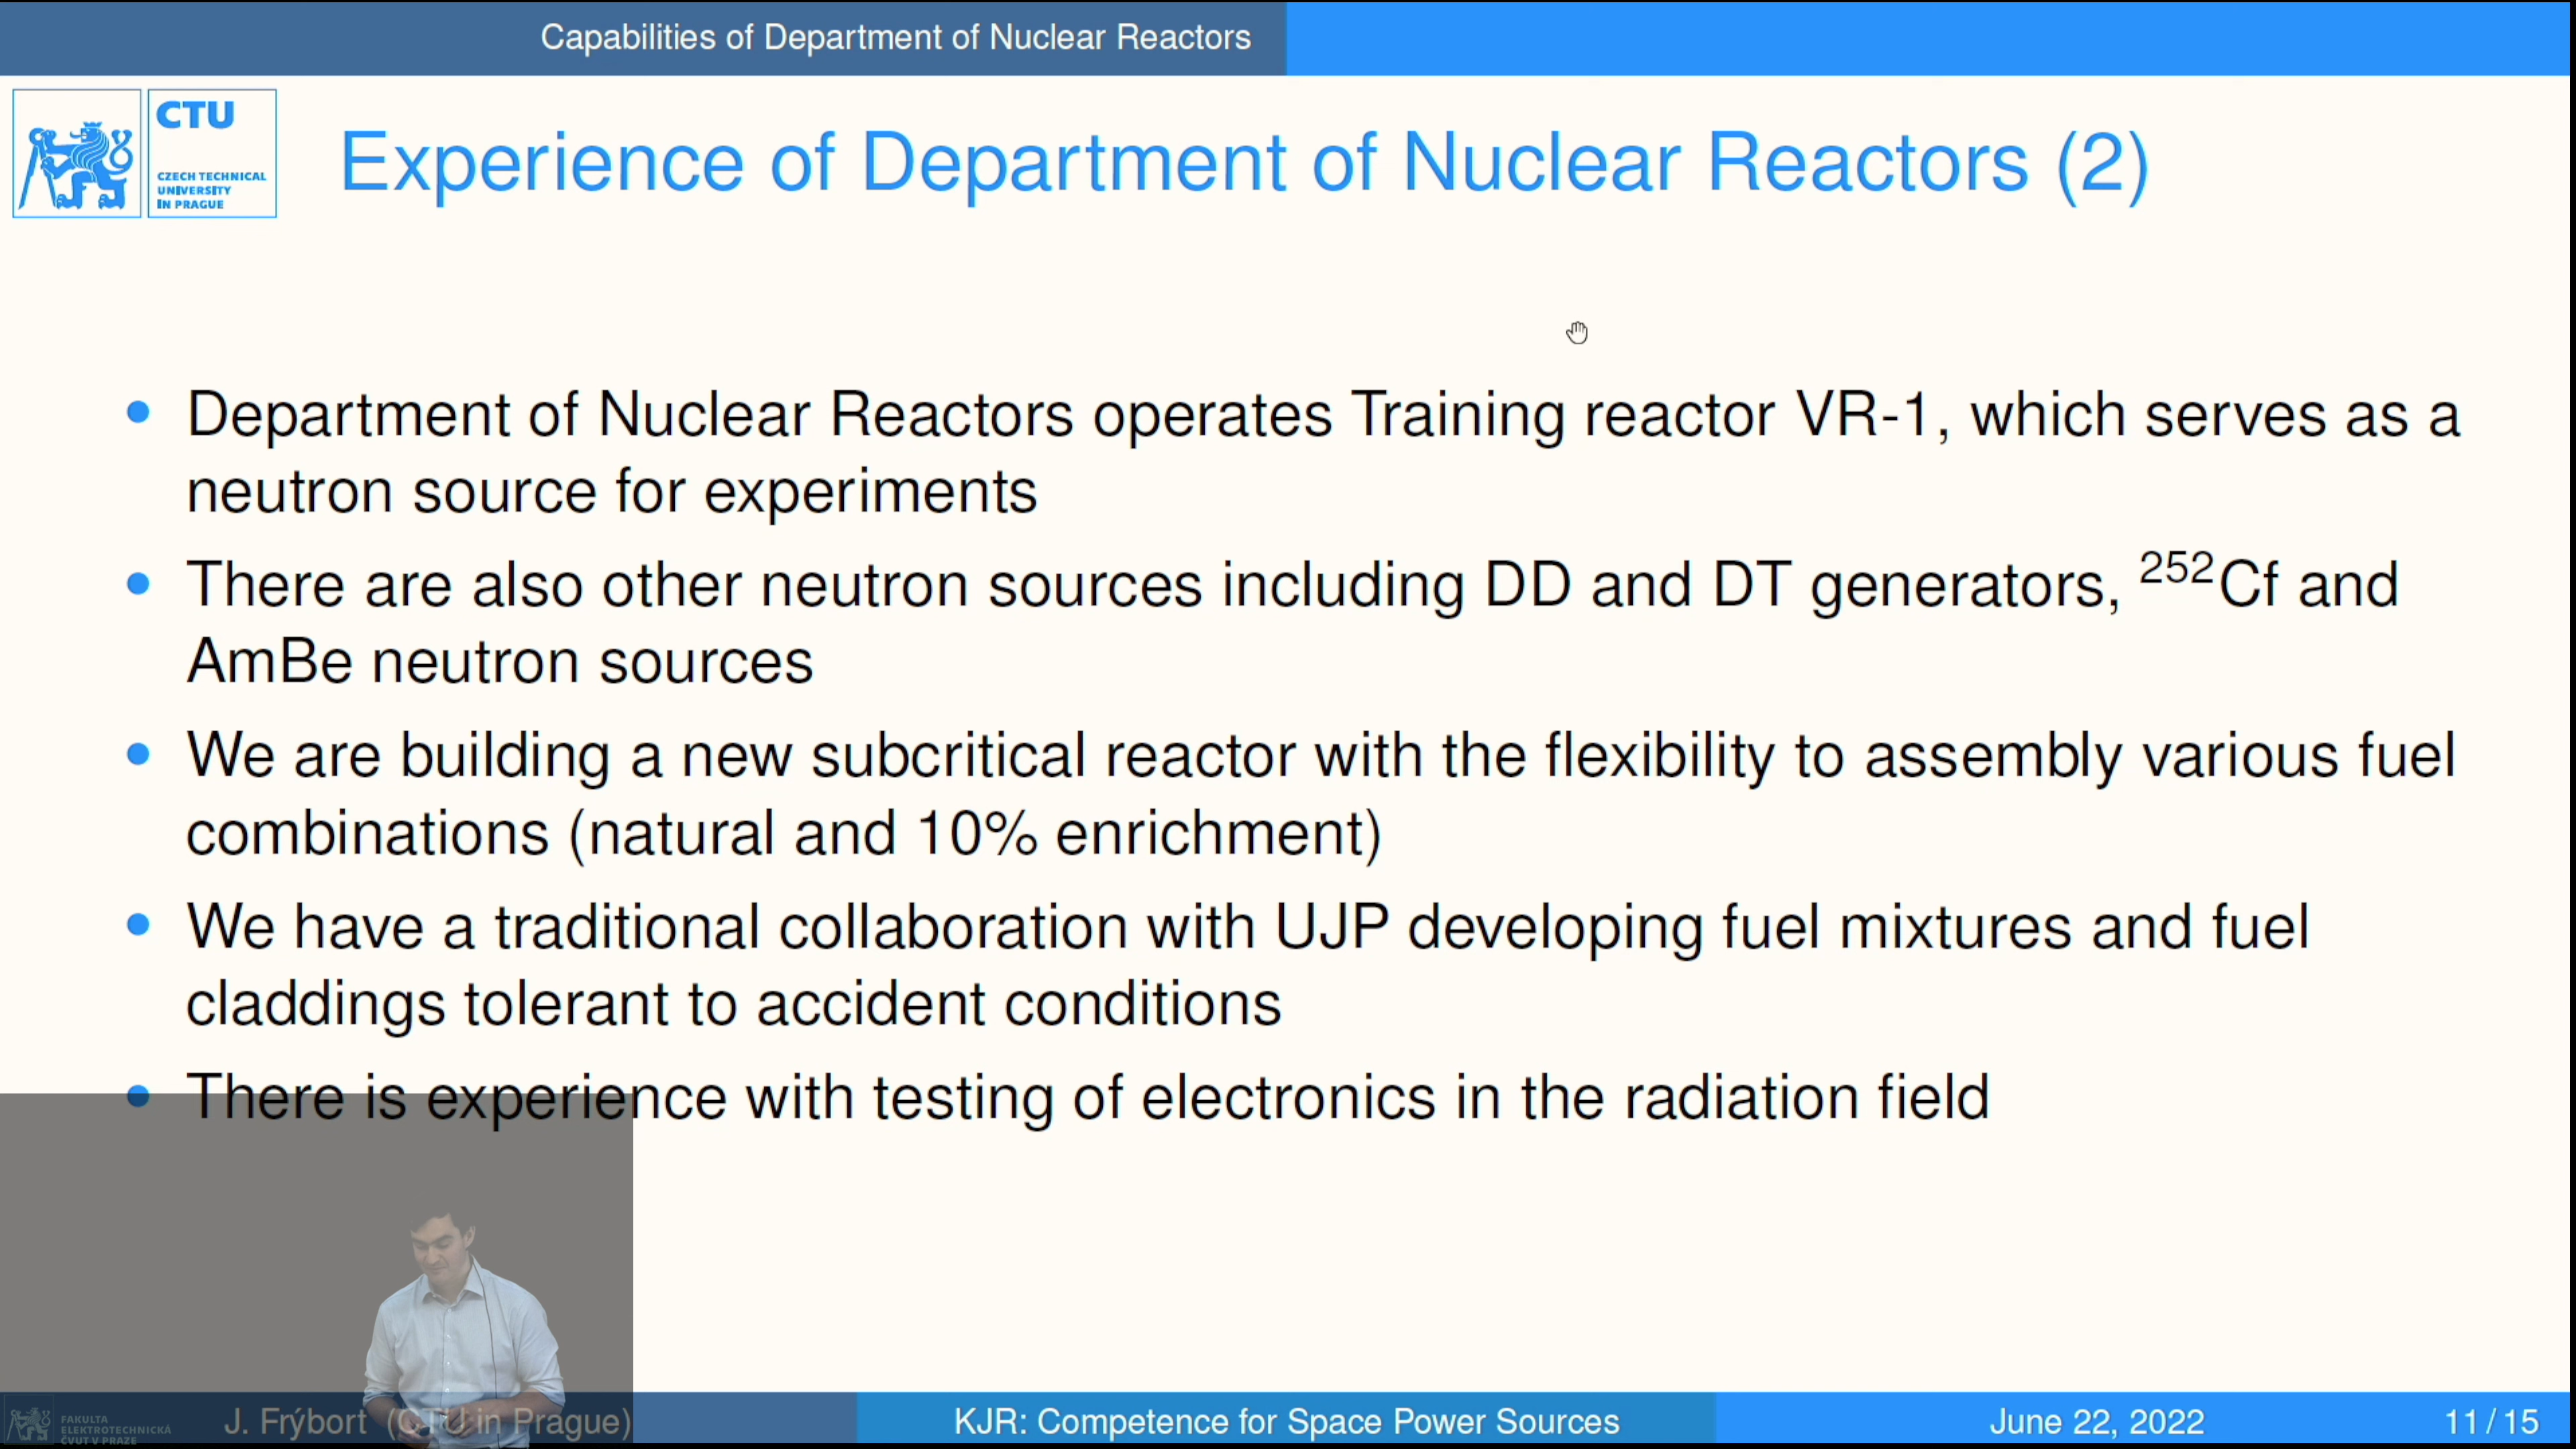 Capabilities of Department of Nuclear Reactors
CTU
CZECH TECHNICAL
UNIVERSITY
IN PRAGUE
Experience of Department of Nuclear Reactors (2)
Department of Nuclear Reactors operates Training reactor VR-1, which serves as a
neutron source for experiments
There are also other neutron sources including DD and DT generators, ²⁵²Cf and
AmBe neutron sources
We are building a new subcritical reactor with the flexibility to assembly various fuel
combinations (natural and 10% enrichment)
We have a traditional collaboration with UJP developing fuel mixtures and fuel
claddings tolerant to accident conditions
There is experience with testing of electronics in the radiation field
FAKULTA
ELEKTROTECHNICKÁ
ČVUT V PRAZE
J. Frýbort (CTU in Prague)
KJR: Competence for Space Power Sources
June 22, 2022
11 / 15